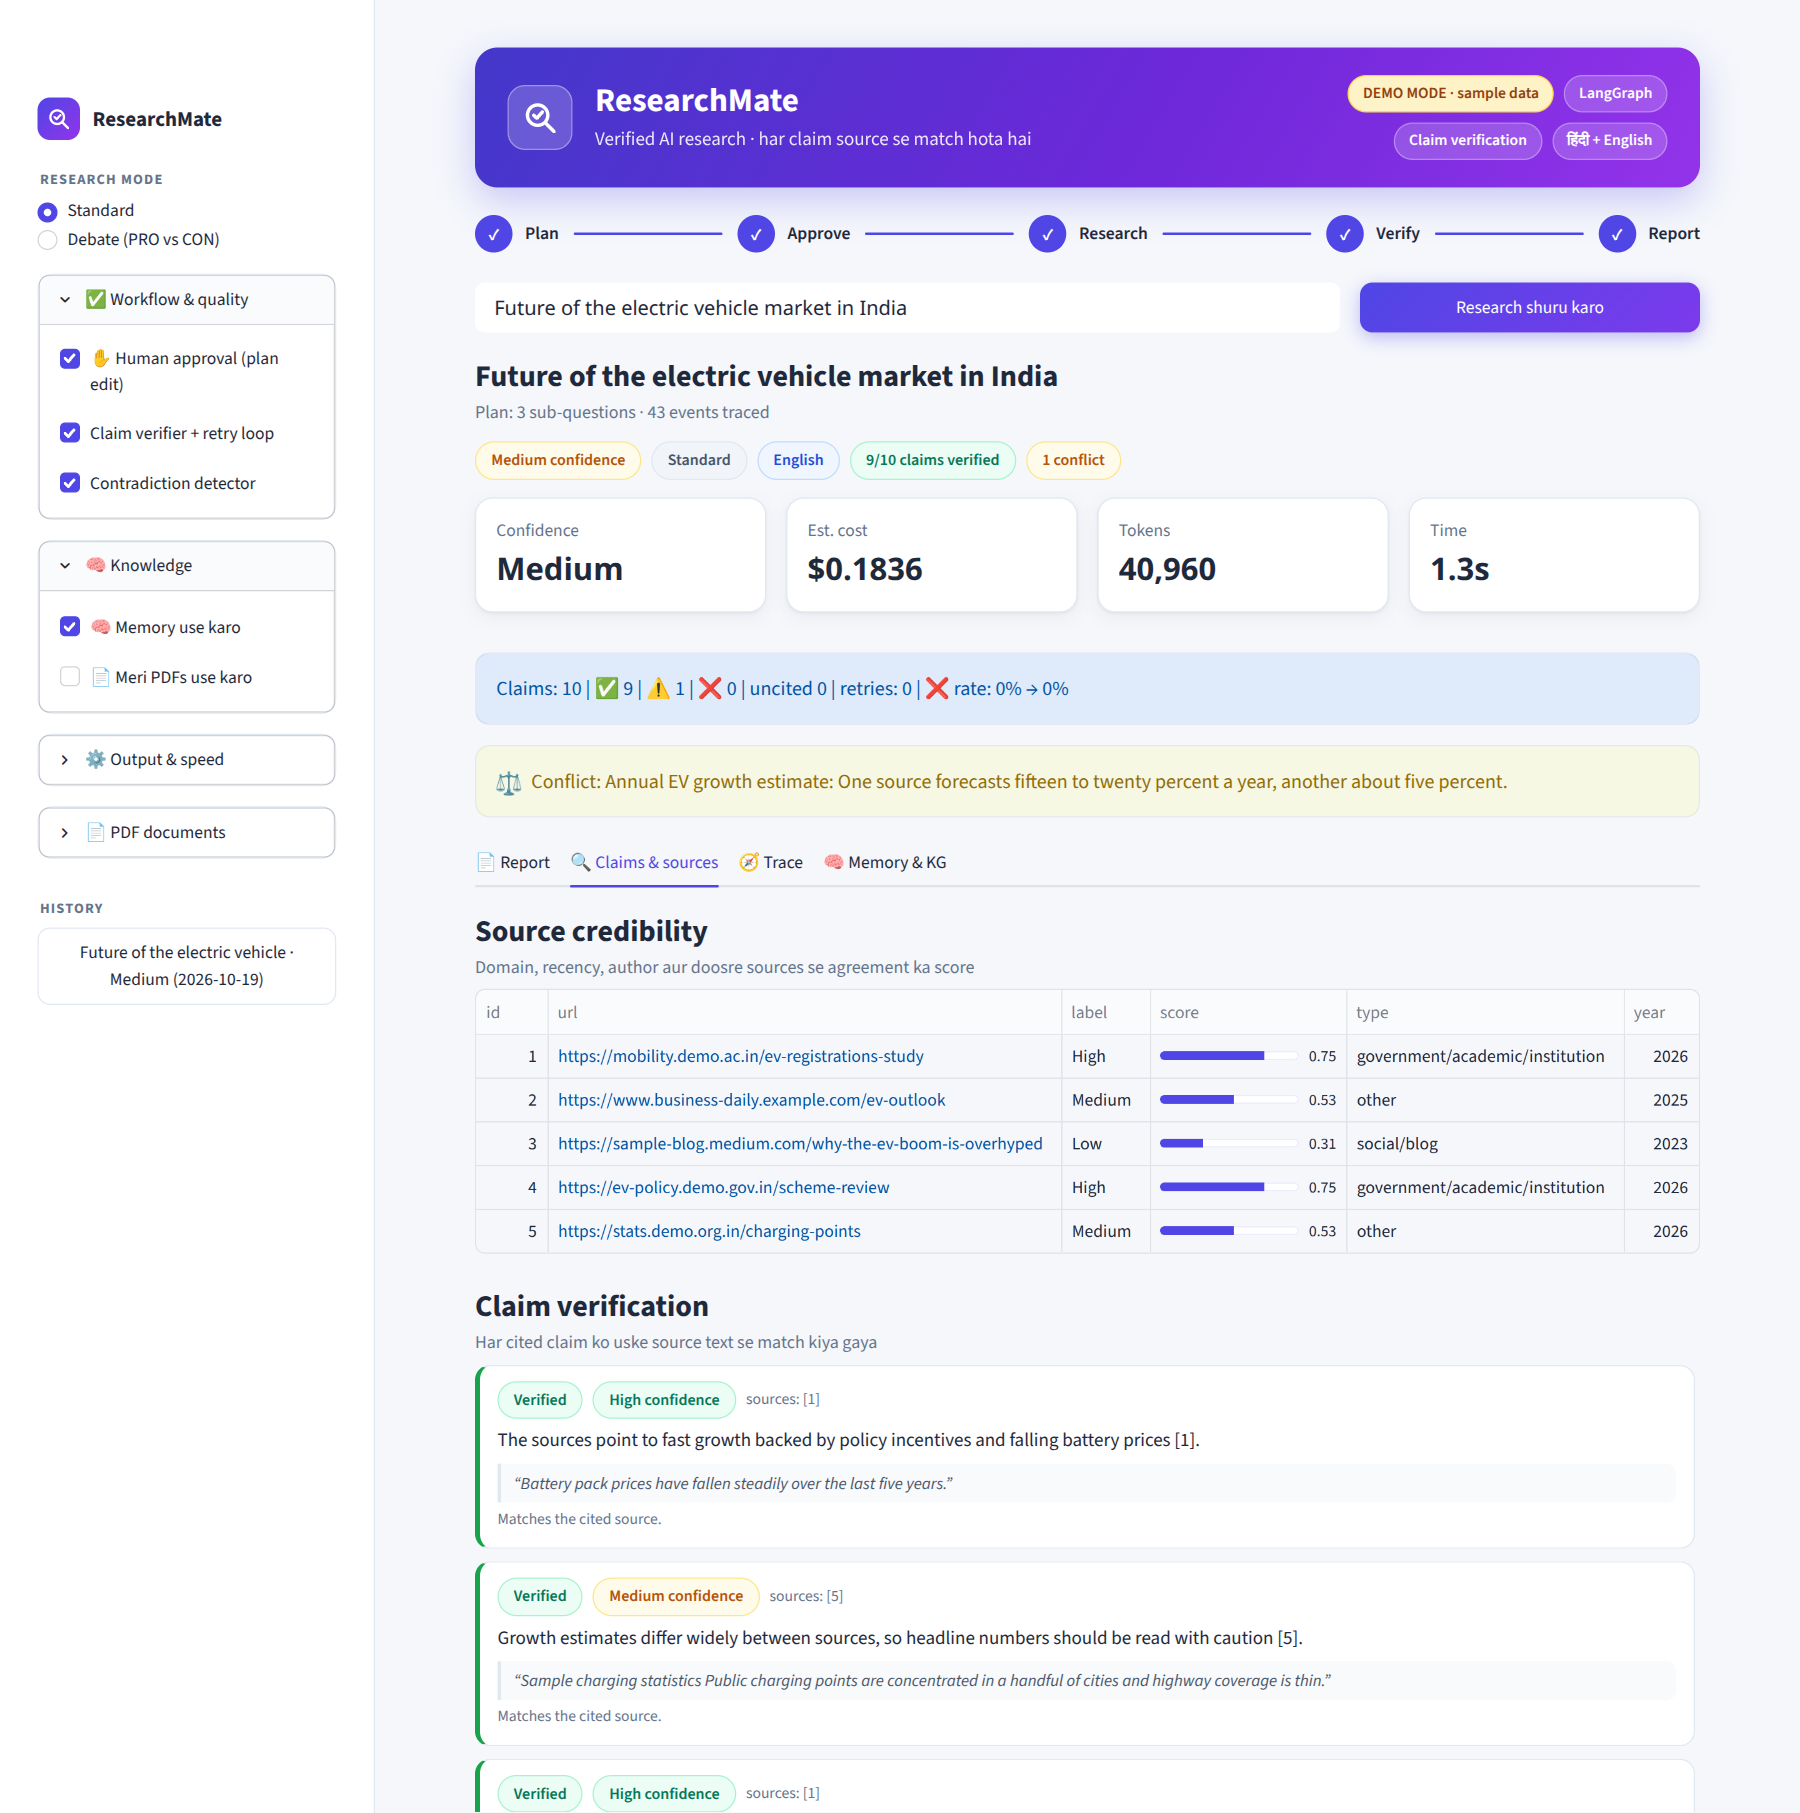 ResearchMate
RESEARCH MODE
Standard
Debate (PRO vs CON)
✅ Workflow & quality
✋ Human approval (plan
edit)
Claim verifier + retry loop
Contradiction detector
🧠 Knowledge
🧠 Memory use karo
📄 Meri PDFs use karo
⚙️ Output & speed
📄 PDF documents
HISTORY
Future of the electric vehicle ·
Medium (2026-10-19)
ResearchMate
Verified AI research · har claim source se match hota hai
DEMO MODE · sample data
LangGraph
Claim verification
हिंदी + English
✓ Plan
✓ Approve
✓ Research
✓ Verify
✓ Report
Future of the electric vehicle market in India
Research shuru karo
Future of the electric vehicle market in India
Plan: 3 sub-questions · 43 events traced
Medium confidence
Standard
English
9/10 claims verified
1 conflict
Confidence
Medium
Est. cost
$0.1836
Tokens
40,960
Time
1.3s
Claims: 10 | ✅ 9 | ⚠️ 1 | ❌ 0 | uncited 0 | retries: 0 | ❌ rate: 0% → 0%
⚖️ Conflict: Annual EV growth estimate: One source forecasts fifteen to twenty percent a year, another about five percent.
📄 Report
🔍 Claims & sources
🧭 Trace
🧠 Memory & KG
Source credibility
Domain, recency, author aur doosre sources se agreement ka score
id url label score type year
1 https://mobility.demo.ac.in/ev-registrations-study High 0.75 government/academic/institution 2026
2 https://www.business-daily.example.com/ev-outlook Medium 0.53 other 2025
3 https://sample-blog.medium.com/why-the-ev-boom-is-overhyped Low 0.31 social/blog 2023
4 https://ev-policy.demo.gov.in/scheme-review High 0.75 government/academic/institution 2026
5 https://stats.demo.org.in/charging-points Medium 0.53 other 2026
Claim verification
Har cited claim ko uske source text se match kiya gaya
Verified High confidence sources: [1]
The sources point to fast growth backed by policy incentives and falling battery prices [1].
“Battery pack prices have fallen steadily over the last five years.”
Matches the cited source.
Verified Medium confidence sources: [5]
Growth estimates differ widely between sources, so headline numbers should be read with caution [5].
“Sample charging statistics Public charging points are concentrated in a handful of cities and highway coverage is thin.”
Matches the cited source.
Verified High confidence sources: [1]